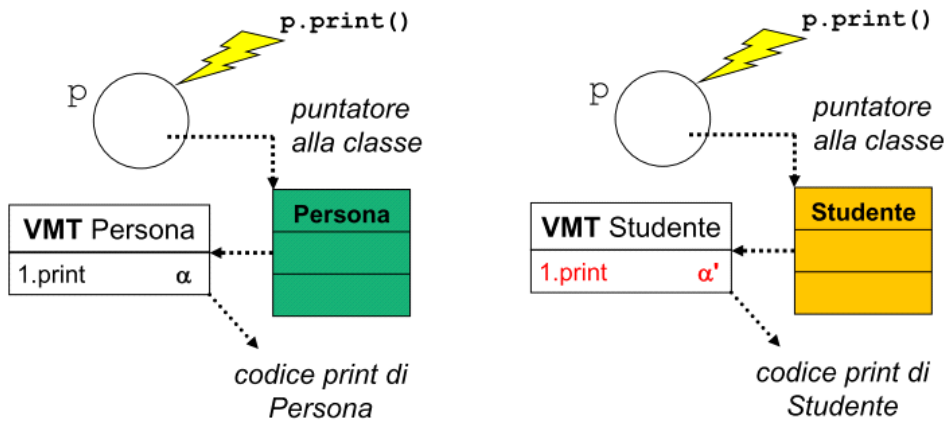 p.print()
p
puntatore
alla classe
Persona
VMT Persona
1.print α
codice print di
Persona
p.print()
p
puntatore
alla classe
Studente
VMT Studente
1.print α'
codice print di
Studente